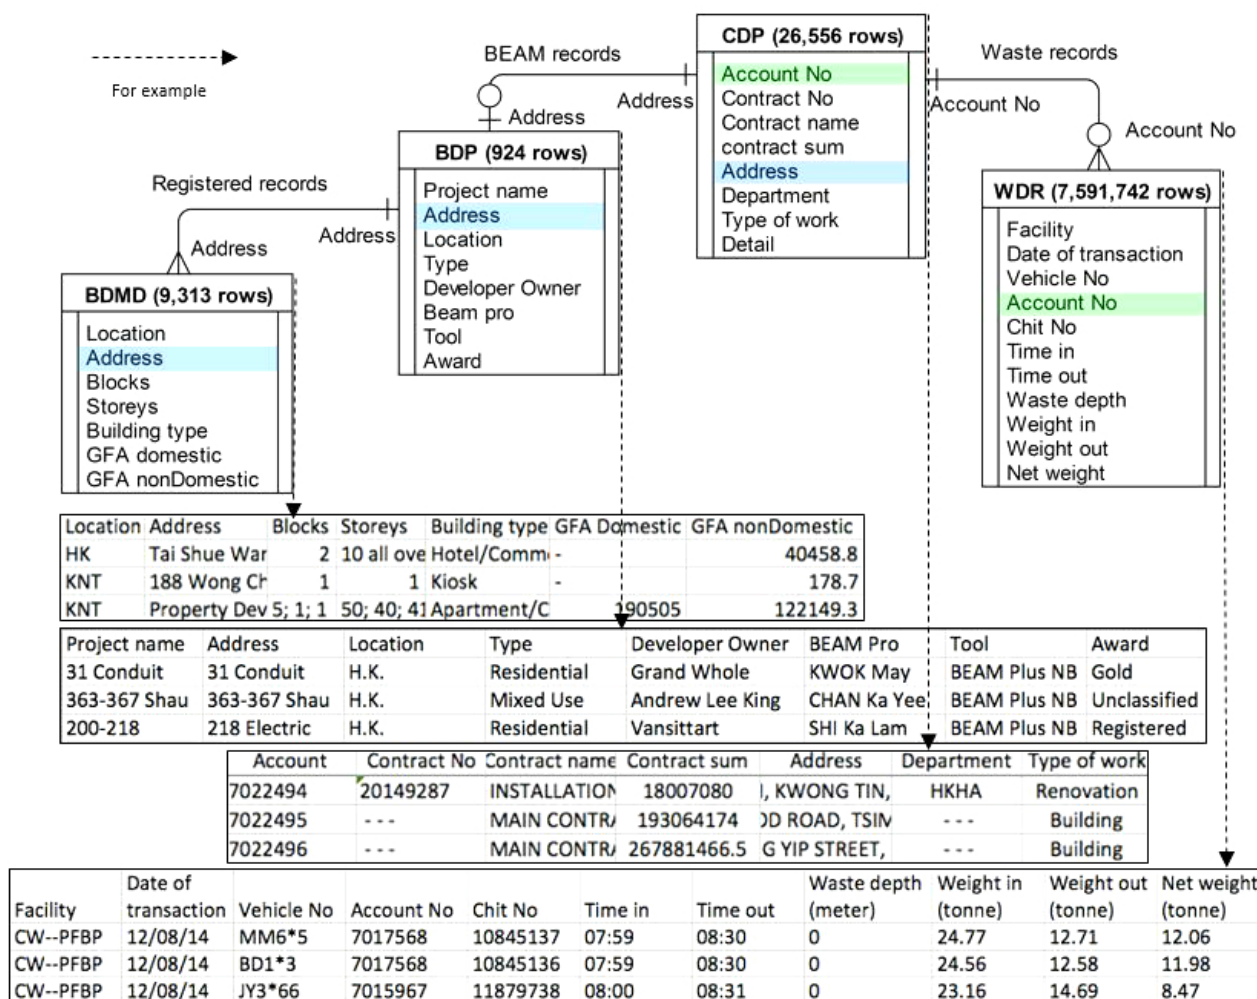 For example
BEAM records
Address
Address
CDP (26,556 rows)
Account No
Contract No
Contract name
contract sum
Address
Department
Type of work
Detail
Waste records
Account No
Account No
BDP (924 rows)
Project name
Address
Location
Type
Developer Owner
Beam pro
Tool
Award
Registered records
Address
Address
WDR (7,591,742 rows)
Facility
Date of transaction
Vehicle No
Account No
Chit No
Time in
Time out
Waste depth
Weight in
Weight out
Net weight
BDMD (9,313 rows)
Location
Address
Blocks
Storeys
Building type
GFA domestic
GFA nonDomestic
Location Address Blocks Storeys Building type GFA Domestic GFA nonDomestic
HK Tai Shue War 2 10 all ove Hotel/Comm - 40458.8
KNT 188 Wong Ch 1 1 Kiosk - 178.7
KNT Property Dev 5; 1; 1 50; 40; 41 Apartment/C 190505 122149.3
Project name Address Location Type Developer Owner BEAM Pro Tool Award
31 Conduit 31 Conduit H.K. Residential Grand Whole KWOK May BEAM Plus NB Gold
363-367 Shau 363-367 Shau H.K. Mixed Use Andrew Lee King CHAN Ka Yee BEAM Plus NB Unclassified
200-218 218 Electric H.K. Residential Vansittart SHI Ka Lam BEAM Plus NB Registered
Account Contract No Contract name Contract sum Address Department Type of work
7022494 20149287 INSTALLATION 18007080 , KWONG TIN, HKHA Renovation
7022495 --- MAIN CONTRA 193064174 OD ROAD, TSIM --- Building
7022496 --- MAIN CONTRA 267881466.5 G YIP STREET, --- Building
Facility Date of transaction Vehicle No Account No Chit No Time in Time out Waste depth (meter) Weight in (tonne) Weight out (tonne) Net weight (tonne)
CW--PFBP 12/08/14 MM6*5 7017568 10845137 07:59 08:30 0 24.77 12.71 12.06
CW--PFBP 12/08/14 BD1*3 7017568 10845136 07:59 08:30 0 24.56 12.58 11.98
CW--PFBP 12/08/14 JY3*66 7015967 11879738 08:00 08:31 0 23.16 14.69 8.47